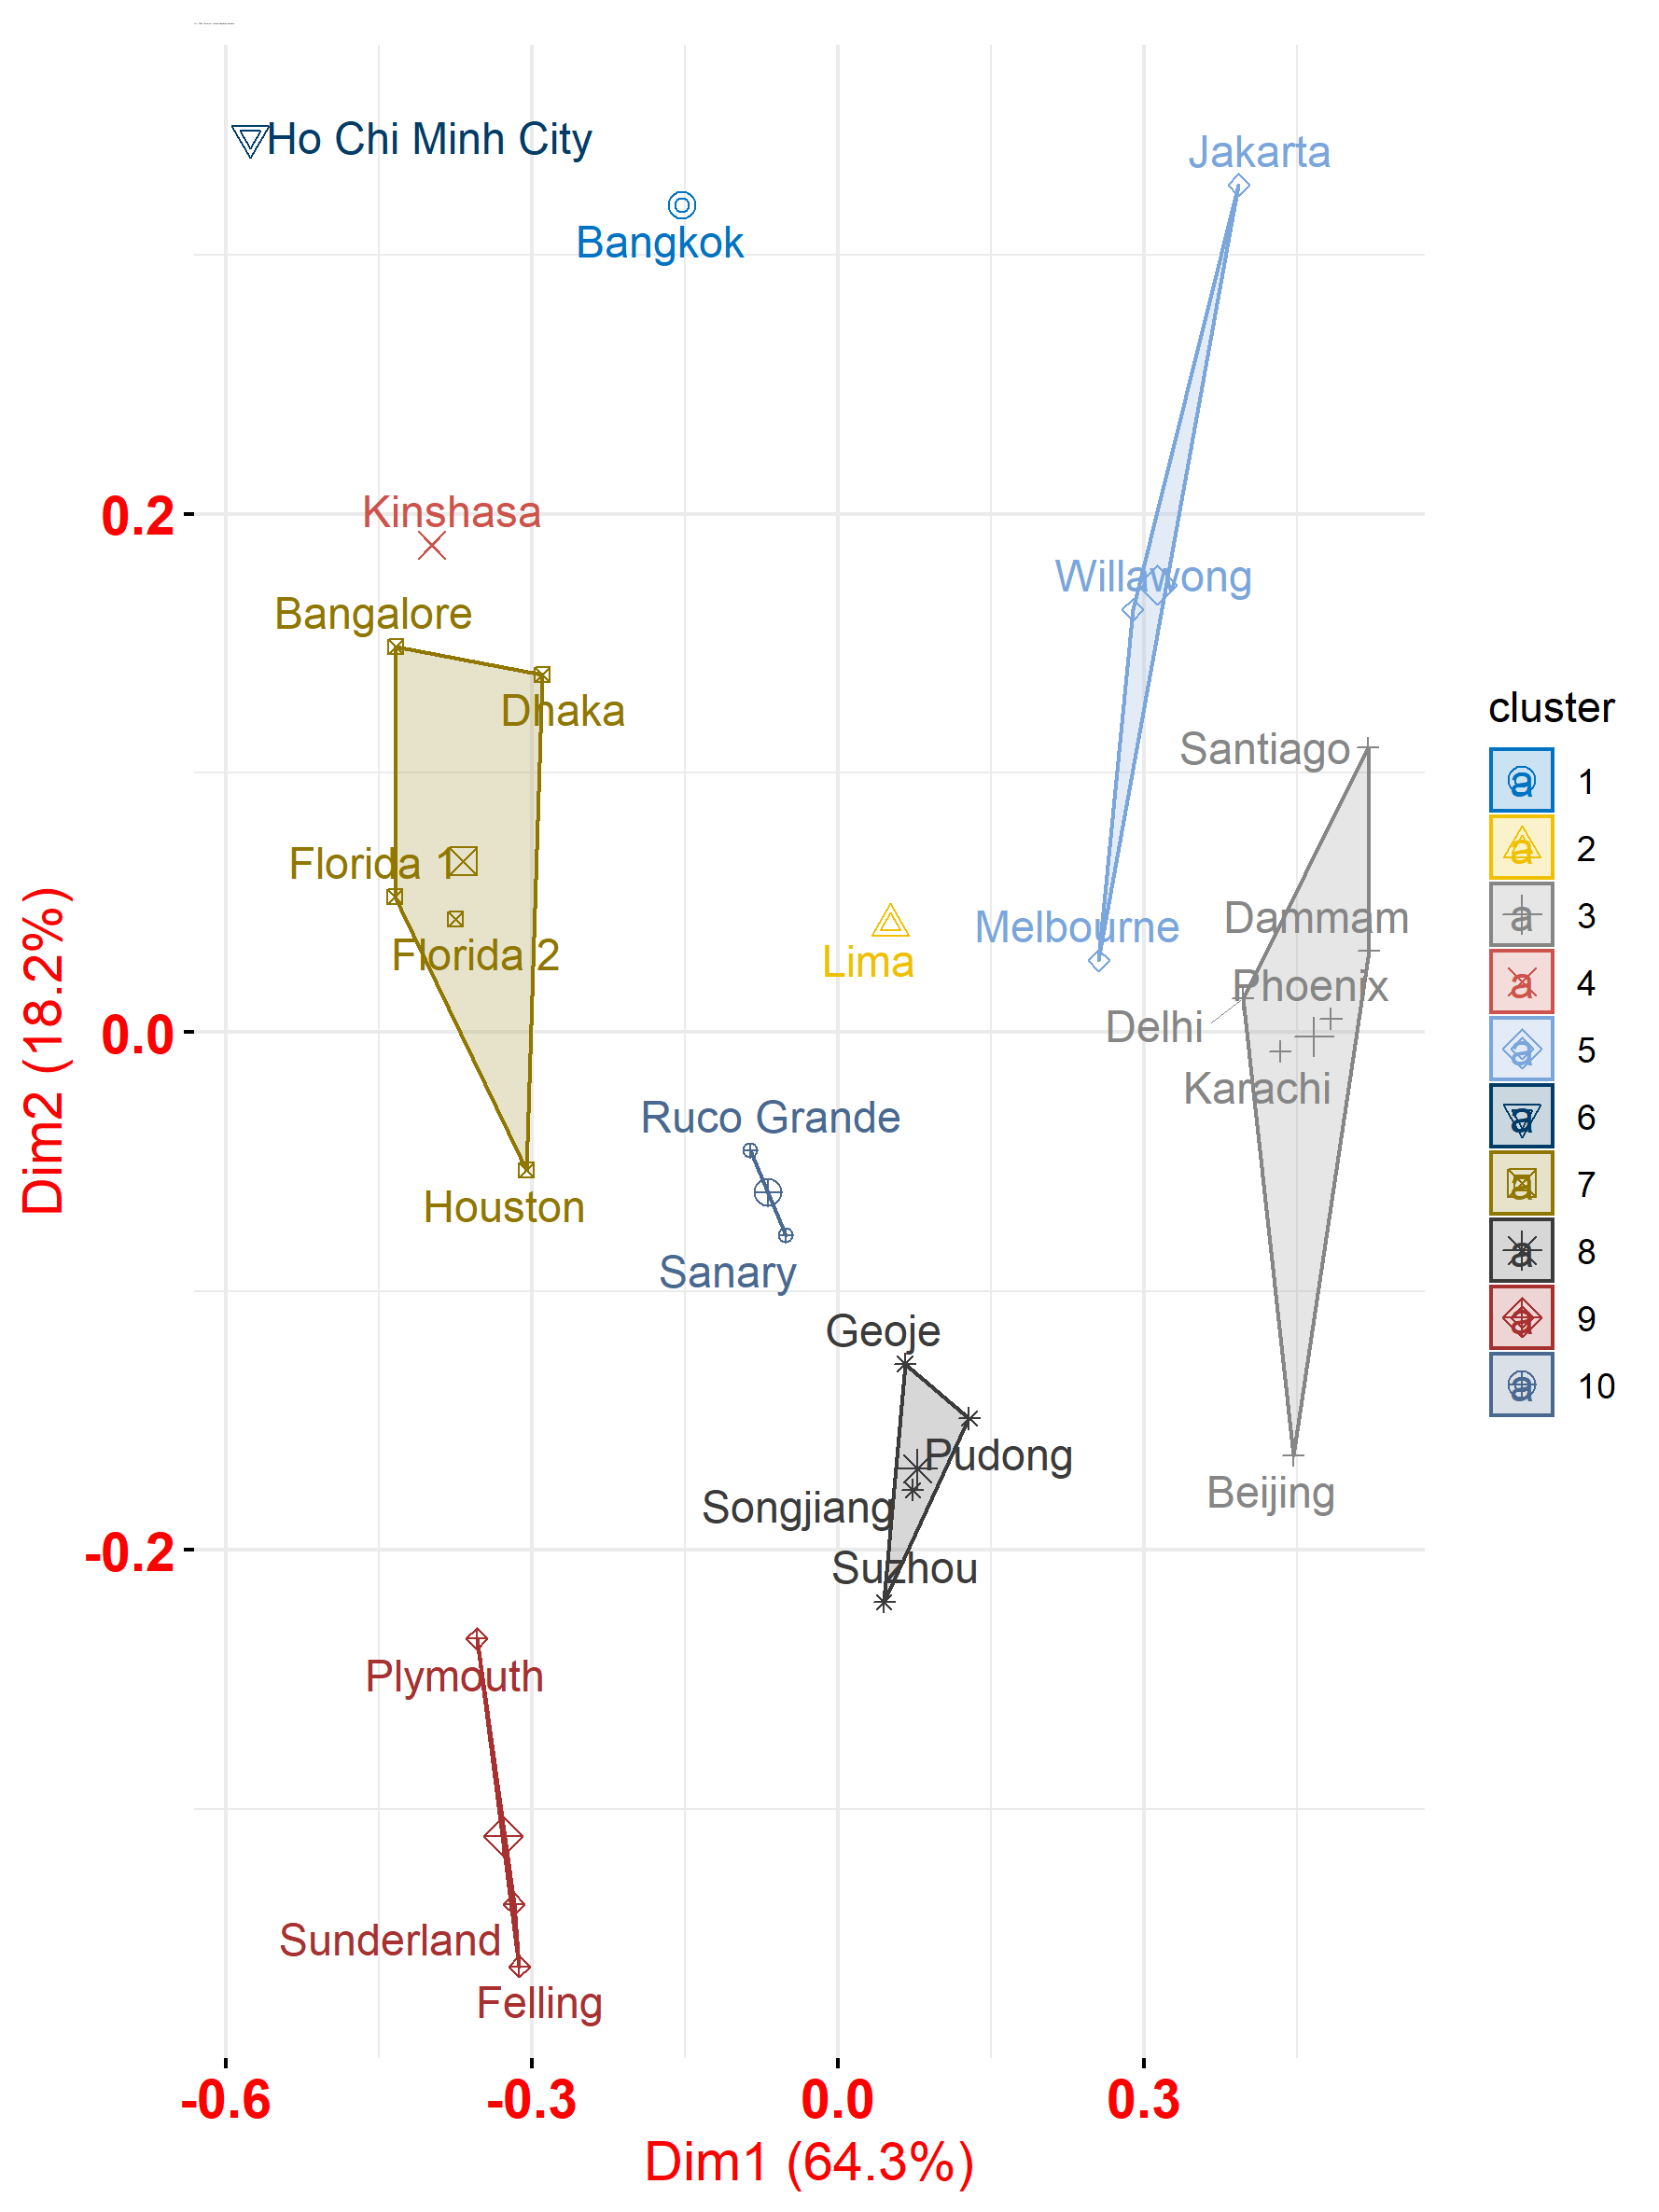 Ho Chi Minh City
Jakarta
Bangkok
Kinshasa
0.2
Willawong
Bangalore
Dhaka
Santiago
Florida 1
Florida 2
Lima
Melbourne
Dammam
Phoenix
Delhi
0.0
Karachi
Ruco Grande
Houston
Sanary
Geoje
Pudong
Songjiang
Beijing
-0.2
Suzhou
Plymouth
Sunderland
Felling
-0.6
-0.3
0.0
0.3
Dim1 (64.3%)
Dim2 (18.2%)
cluster
a 1
a 2
a 3
a 4
a 5
a 6
a 7
a 8
a 9
a 10